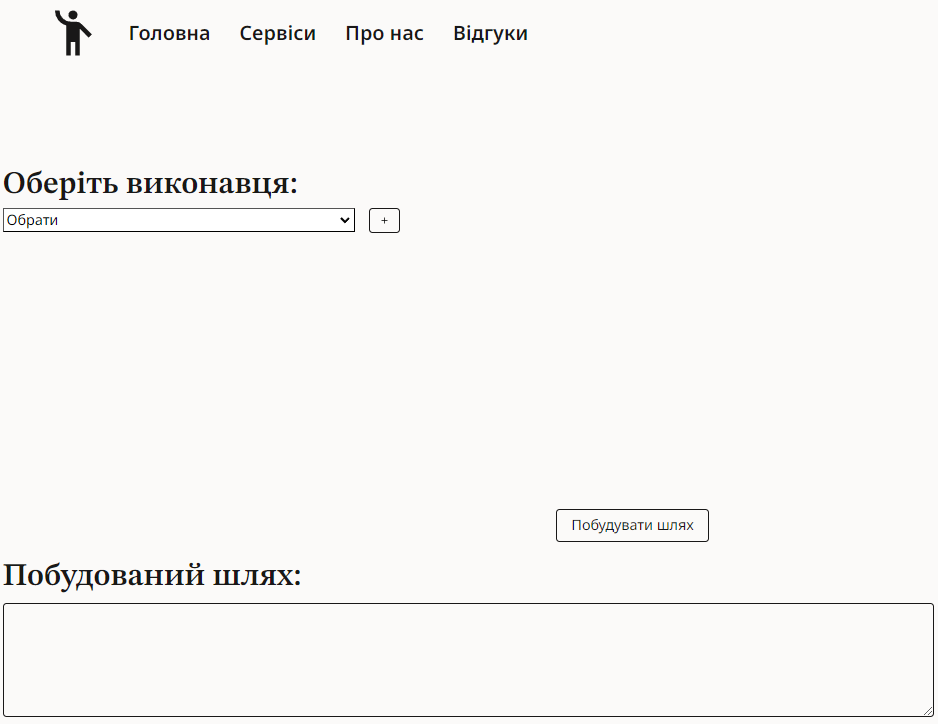 Головна Сервіси Про нас Відгуки
Оберіть виконавця:
Обрати +
Побудувати шлях
Побудований шлях: